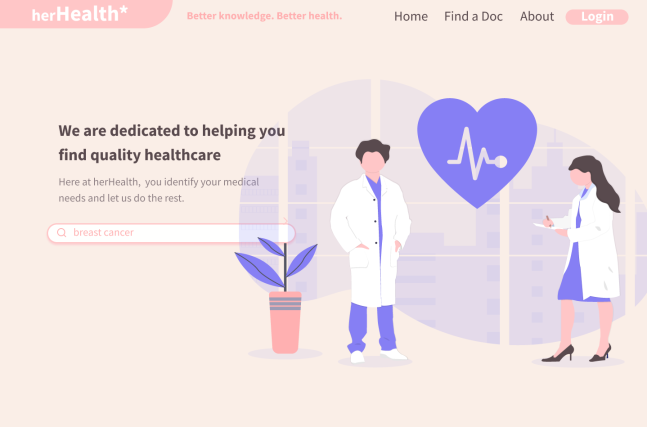 herHealth*
Better knowledge. Better health.
Home
Find a Doc
About
Login
We are dedicated to helping you
find quality healthcare
Here at herHealth, you identify your medical
needs and let us do the rest.
breast cancer